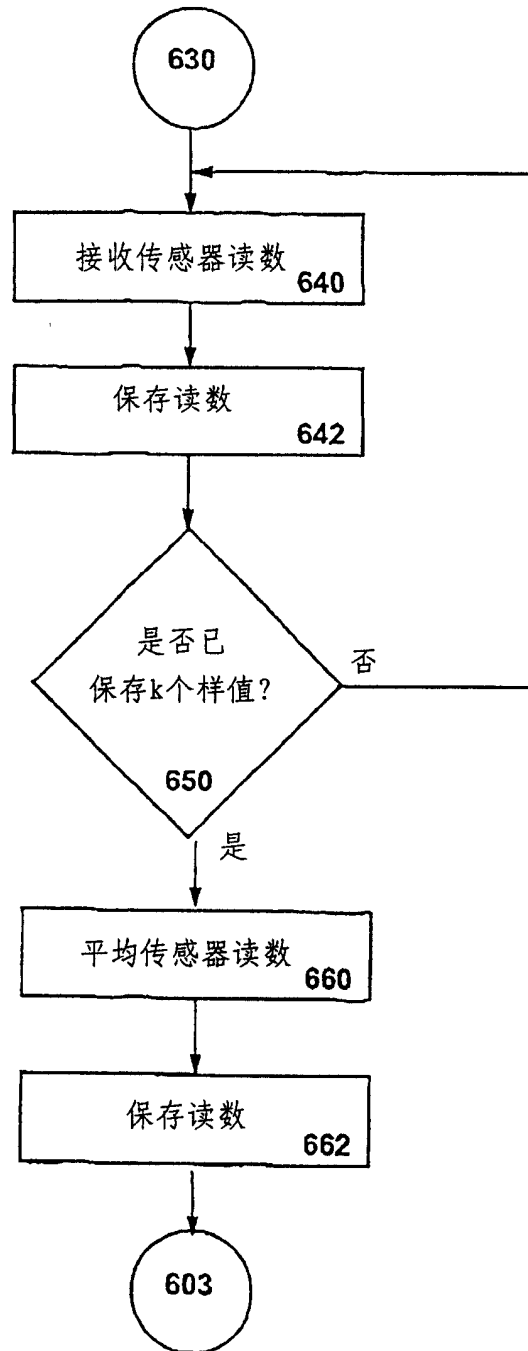 630
接收传感器读数
640
保存读数
642
是否已
保存k个样值?
否
650
是
平均传感器读数
660
保存读数
662
603